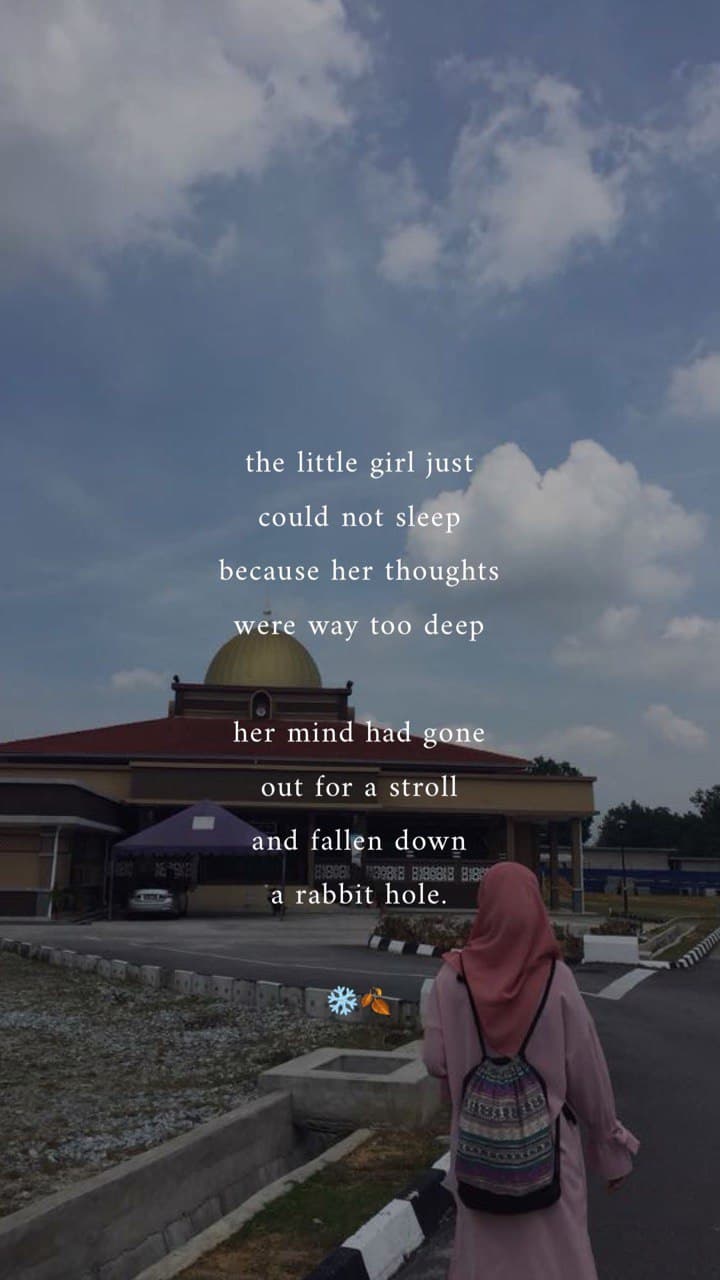 the little girl just
could not sleep
because her thoughts
were way too deep
her mind had gone
out for a stroll
and fallen down
a rabbit hole.